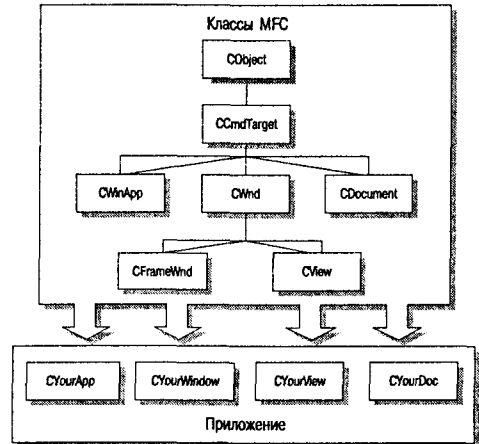 Классы MFC
CObject
CCmdTarget
CWinApp CWnd CDocument
CFrameWnd CView
CYourApp CYourWindow CYourView CYourDoc
Приложение